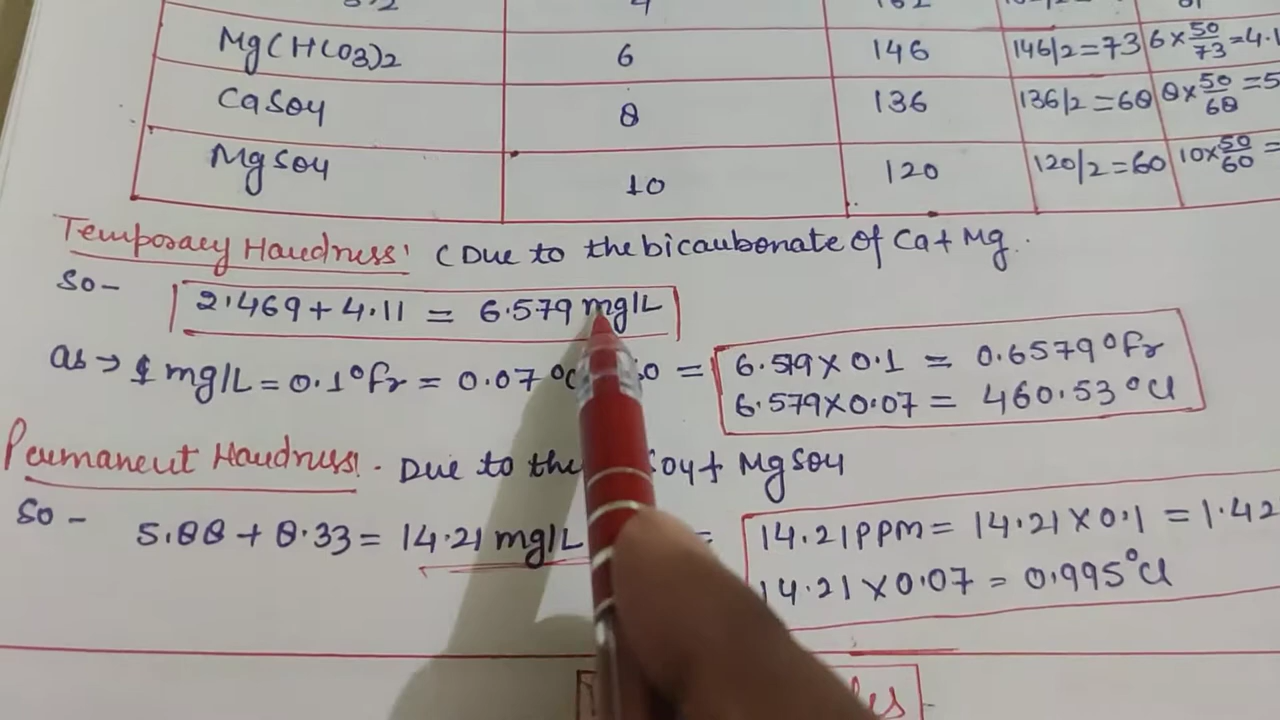 Mg(HCO3)2 6 146 146/2=73 6×50/73=4.1
CaSO4 8 136 136/2=68 8×50/68=5
MgSO4 10 120 120/2=60 10×50/60=
Temporary Hardness: (Due to the bicarbonate of Ca+Mg.
So- 2.469+4.11 = 6.579 mg/L
as → 1 mg/L = 0.1°fr = 0.07 = 6.579×0.1 = 0.6579°fr
6.579×0.07 = 460.53°Cl
Permanent Hardness. Due to the + MgSO4
So- 5.88+8.33=14.21 mg/L = 14.21PPM= 14.21×0.1=1.42
14.21×0.07= 0.995°Cl